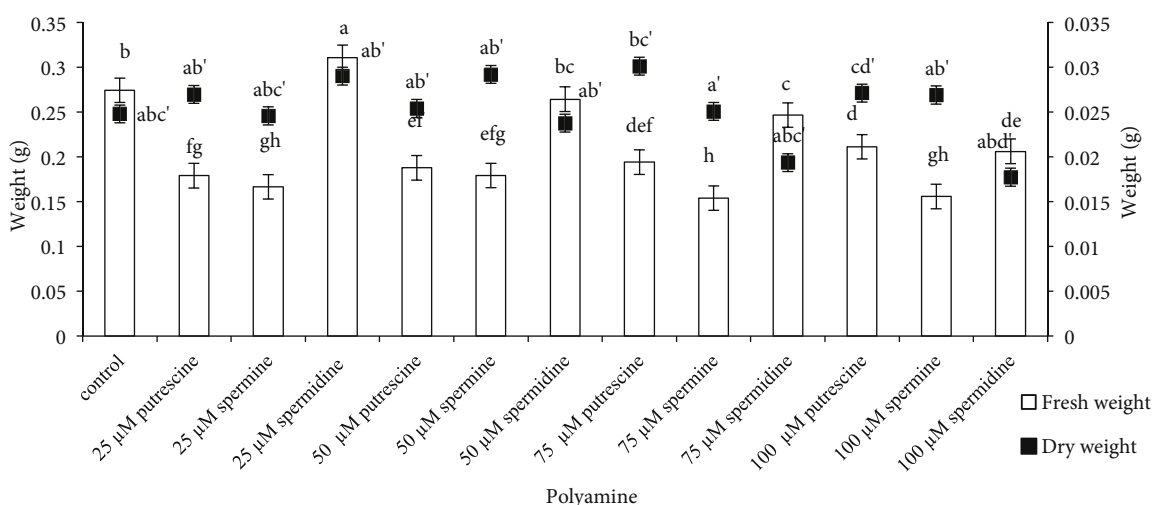 0.35
0.3
0.25
0.2
0.15
0.1
0.05
0
Weight (g)
0.035
0.03
0.025
0.02
0.015
0.01
0.005
0
Weight (g)
b
abc'
ab'
fg
abc'
gh
a
ab'
ab'
ef
ab'
efg
bc
ab'
bc'
def
a'
h
c
abc'
cd'
d
ab'
gh
de
abd'
control
25 µM putrescine
25 µM spermine
25 µM spermidine
50 µM putrescine
50 µM spermine
50 µM spermidine
75 µM putrescine
75 µM spermine
75 µM spermidine
100 µM putrescine
100 µM spermine
100 µM spermidine
Polyamine
Fresh weight
Dry weight